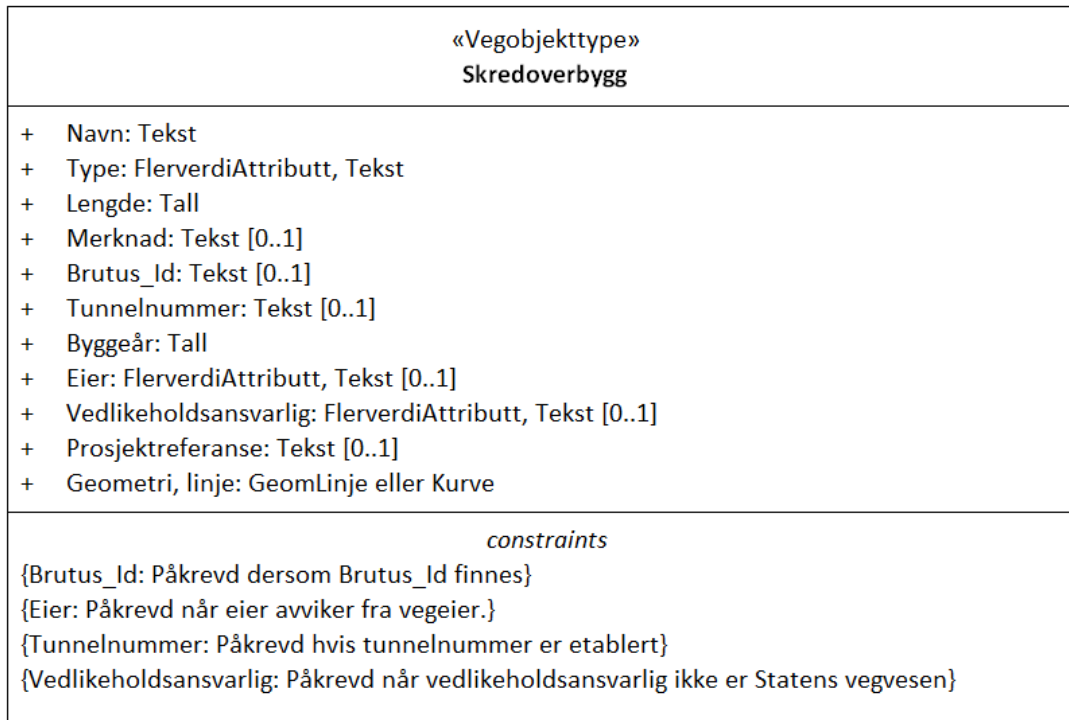 «Vegobjekttype»
Skredoverbygg
+ Navn: Tekst
+ Type: FlerverdiAttributt, Tekst
+ Lengde: Tall
+ Merknad: Tekst [0..1]
+ Brutus_Id: Tekst [0..1]
+ Tunnelnummer: Tekst [0..1]
+ Byggeår: Tall
+ Eier: FlerverdiAttributt, Tekst [0..1]
+ Vedlikeholdsansvarlig: FlerverdiAttributt, Tekst [0..1]
+ Prosjektreferanse: Tekst [0..1]
+ Geometri, linje: GeomLinje eller Kurve
constraints
{Brutus_Id: Påkrevd dersom Brutus_Id finnes}
{Eier: Påkrevd når eier avviker fra vegeier.}
{Tunnelnummer: Påkrevd hvis tunnelnummer er etablert}
{Vedlikeholdsansvarlig: Påkrevd når vedlikeholdsansvarlig ikke er Statens vegvesen}